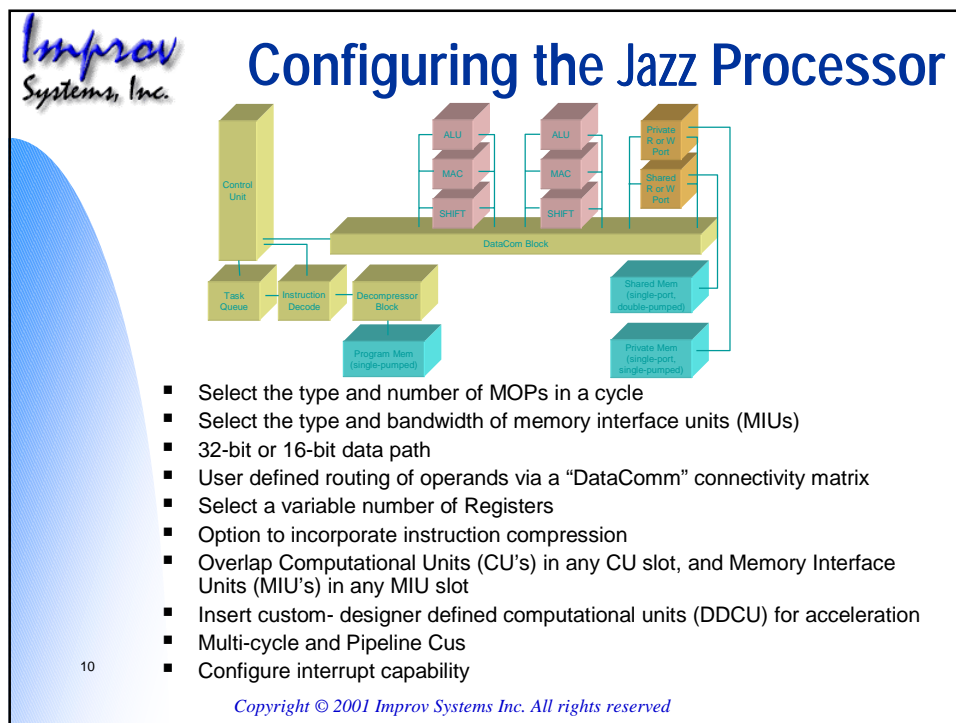 Improv
Systems, Inc.
Configuring the Jazz Processor
Control
Unit
ALU
MAC
SHIFT
ALU
MAC
SHIFT
Private
R or W
Port
Shared
R or W
Port
DataCom Block
Task
Queue
Instruction
Decode
Decompressor
Block
Program Mem
(single-pumped)
Shared Mem
(single-port,
double-pumped)
Private Mem
(single-port,
single-pumped)
▪ Select the type and number of MOPs in a cycle
▪ Select the type and bandwidth of memory interface units (MIUs)
▪ 32-bit or 16-bit data path
▪ User defined routing of operands via a “DataComm” connectivity matrix
▪ Select a variable number of Registers
▪ Option to incorporate instruction compression
▪ Overlap Computational Units (CU's) in any CU slot, and Memory Interface
Units (MIU's) in any MIU slot
▪ Insert custom- designer defined computational units (DDCU) for acceleration
▪ Multi-cycle and Pipeline Cus
▪ Configure interrupt capability
10
Copyright © 2001 Improv Systems Inc. All rights reserved